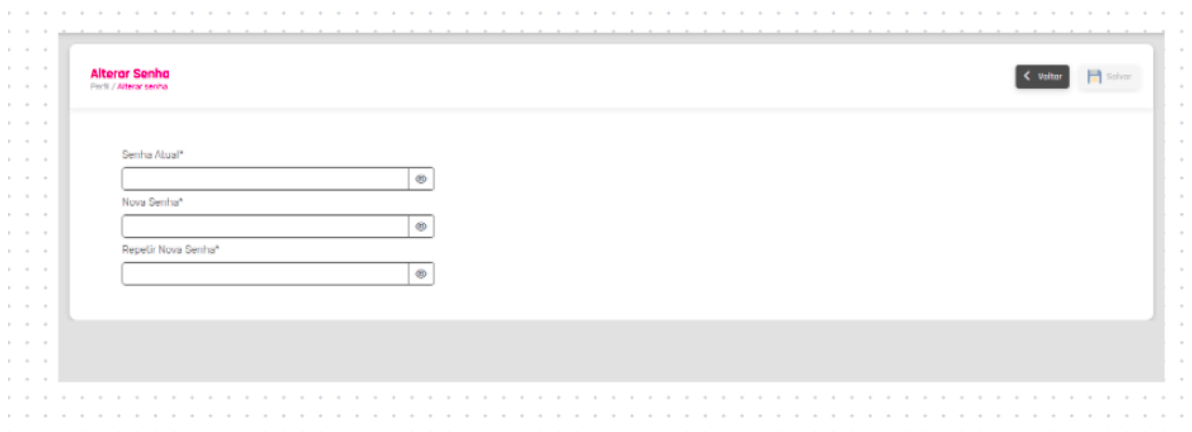 Alterar Senha
Perfil / Alterar senha
Voltar
Salvar
Senha Atual*
Nova Senha*
Repetir Nova Senha*